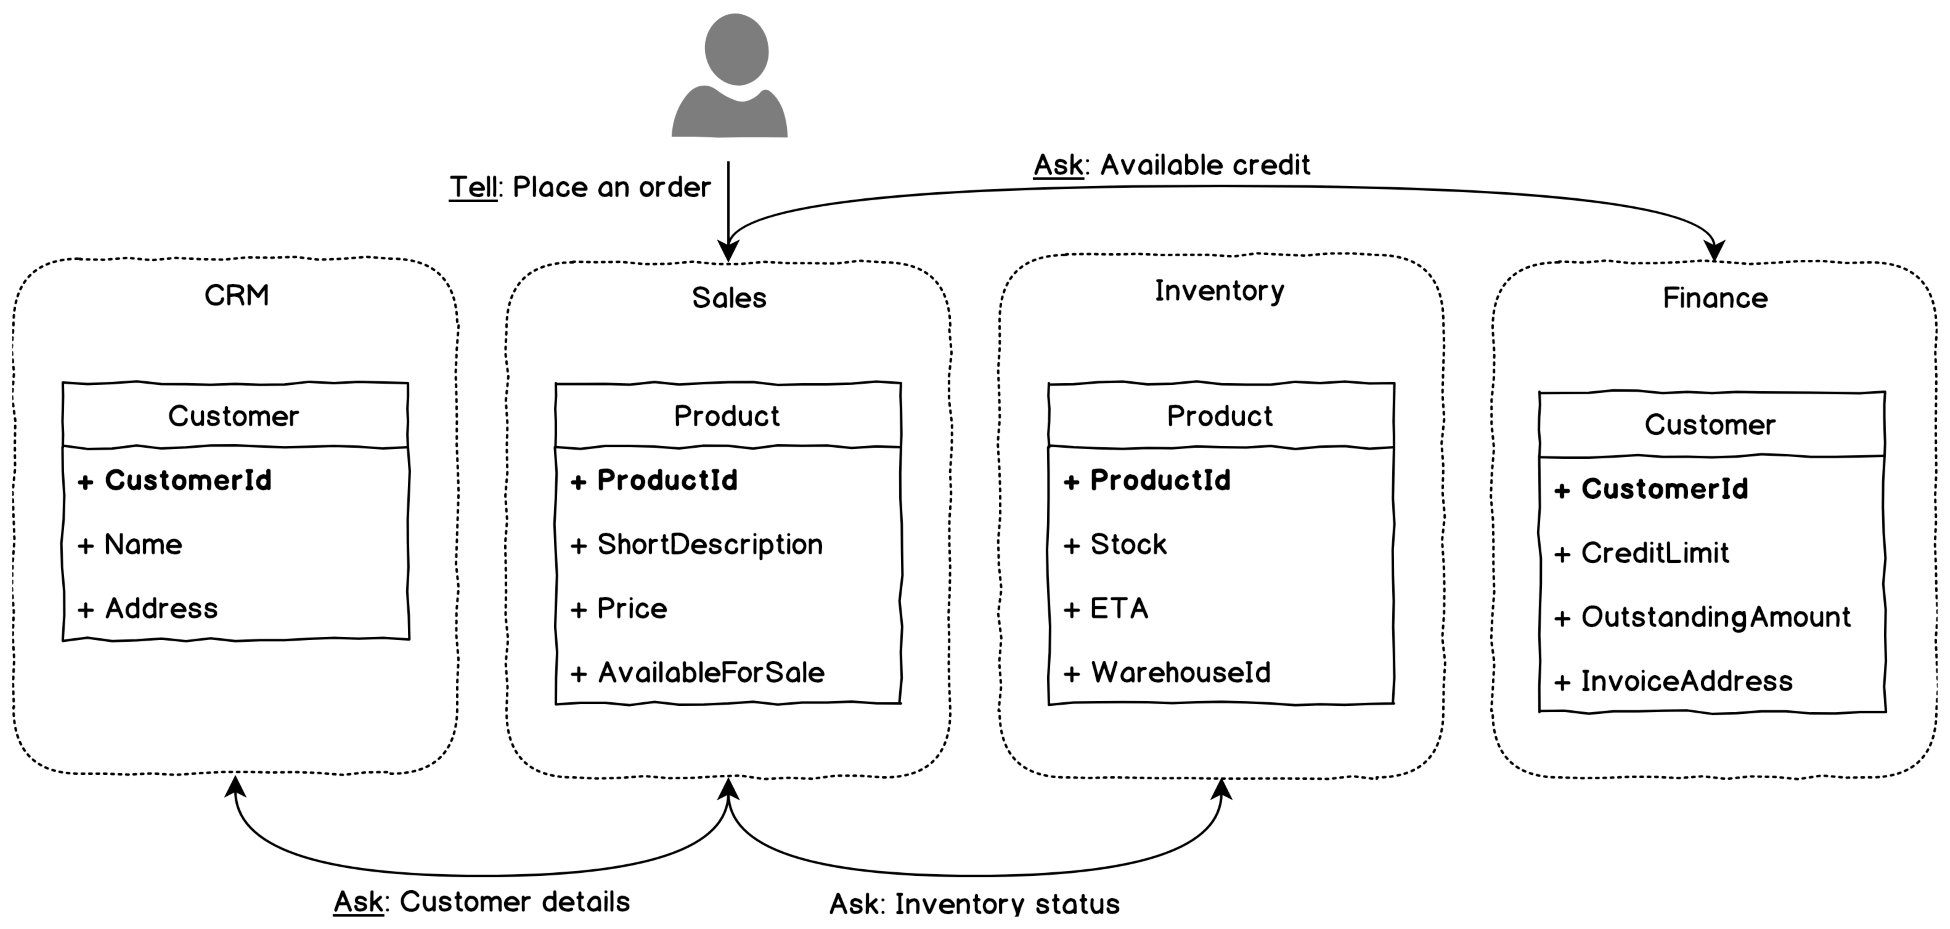 Tell: Place an order
Ask: Available credit
CRM
Customer
+ CustomerId
+ Name
+ Address
Sales
Product
+ ProductId
+ ShortDescription
+ Price
+ AvailableForSale
Inventory
Product
+ ProductId
+ Stock
+ ETA
+ WarehouseId
Finance
Customer
+ CustomerId
+ CreditLimit
+ OutstandingAmount
+ InvoiceAddress
Ask: Customer details
Ask: Inventory status